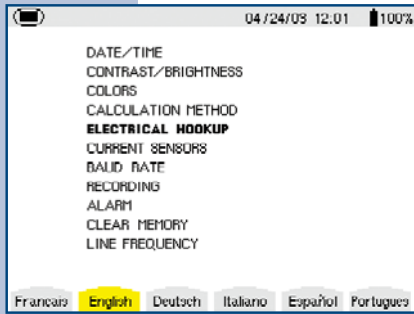 04/24/03 12:01 100%
DATE/TIME
CONTRAST/BRIGHTNESS
COLORS
CALCULATION METHOD
ELECTRICAL HOOKUP
CURRENT SENSORS
BAUD RATE
RECORDING
ALARM
CLEAR MEMORY
LINE FREQUENCY
Francais English Deutsch Italiano Español Portugues